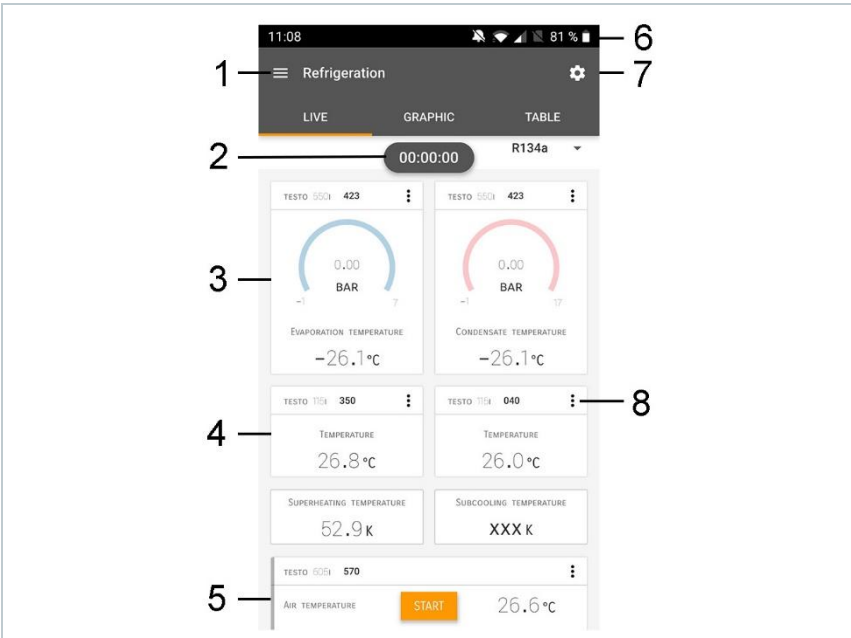 11:08 81 % 6
1 Refrigeration 7
LIVE GRAPHIC TABLE
2 00:00:00 R134a
TESTO 550i 423 TESTO 550i 423
3 0.00 0.00
BAR BAR
-1 7 -1 17
EVAPORATION TEMPERATURE CONDENSATE TEMPERATURE
-26.1 °C -26.1 °C
TESTO 115i 350 TESTO 115i 040 8
4 TEMPERATURE TEMPERATURE
26.8 °C 26.0 °C
SUPERHEATING TEMPERATURE SUBCOOLING TEMPERATURE
52.9 K XXX K
TESTO 605i 570
5 AIR TEMPERATURE START 26.6 °C